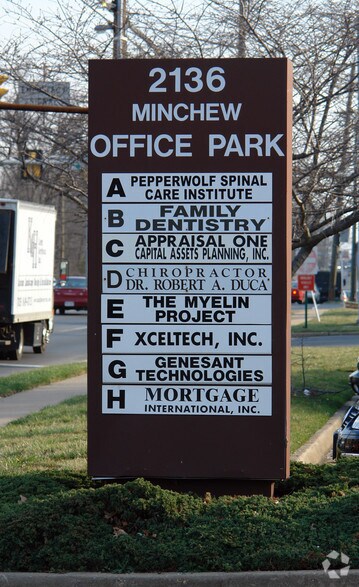 2136
MINCHEW
OFFICE PARK
A PEPPERWOLF SPINAL
CARE INSTITUTE
B FAMILY
DENTISTRY
C APPRAISAL ONE
CAPITAL ASSETS PLANNING, INC.
D CHIROPRACTOR
DR. ROBERT A. DUCA'
E THE MYELIN
PROJECT
F XCELTECH, INC.
G GENESANT
TECHNOLOGIES
H MORTGAGE
INTERNATIONAL, INC.